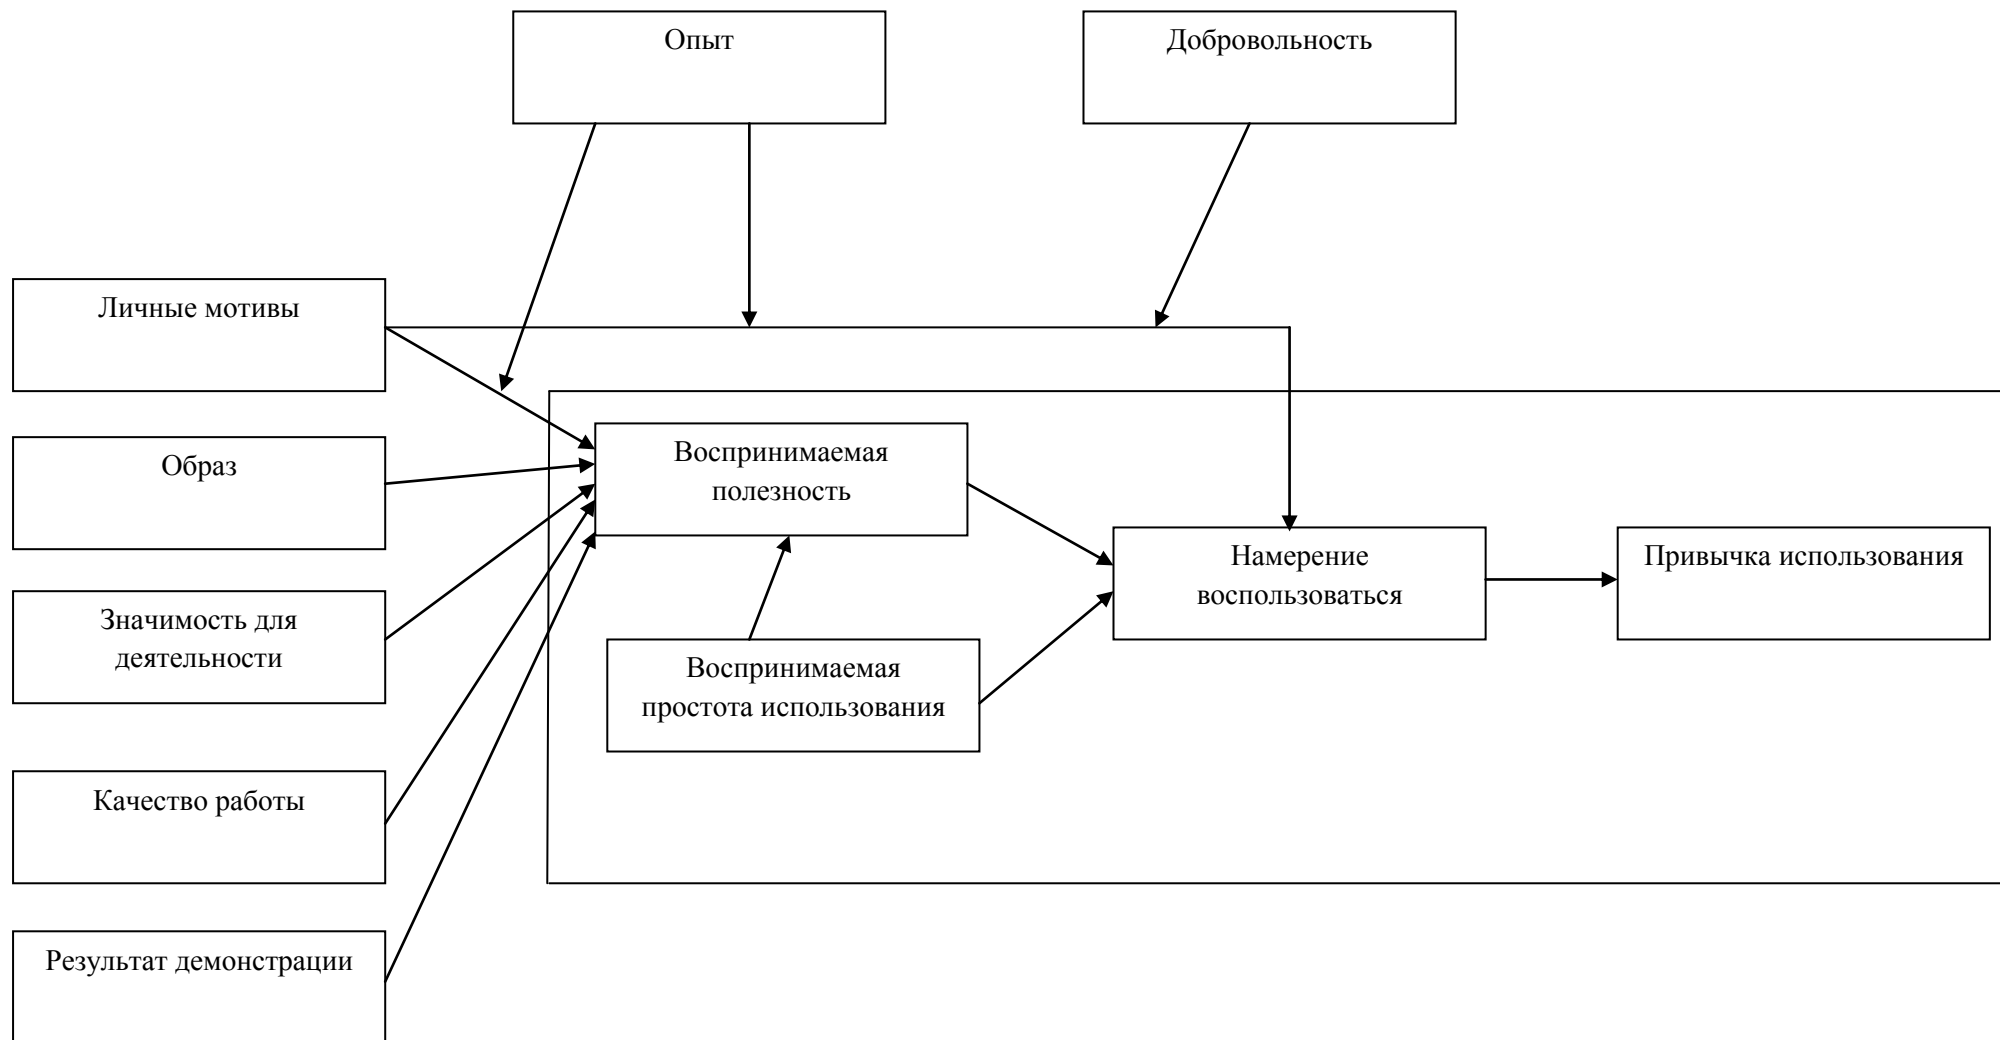 Опыт
Добровольность
Личные мотивы
Образ
Значимость для
деятельности
Качество работы
Результат демонстрации
Воспринимаемая
полезность
Воспринимаемая
простота использования
Намерение
воспользоваться
Привычка использования